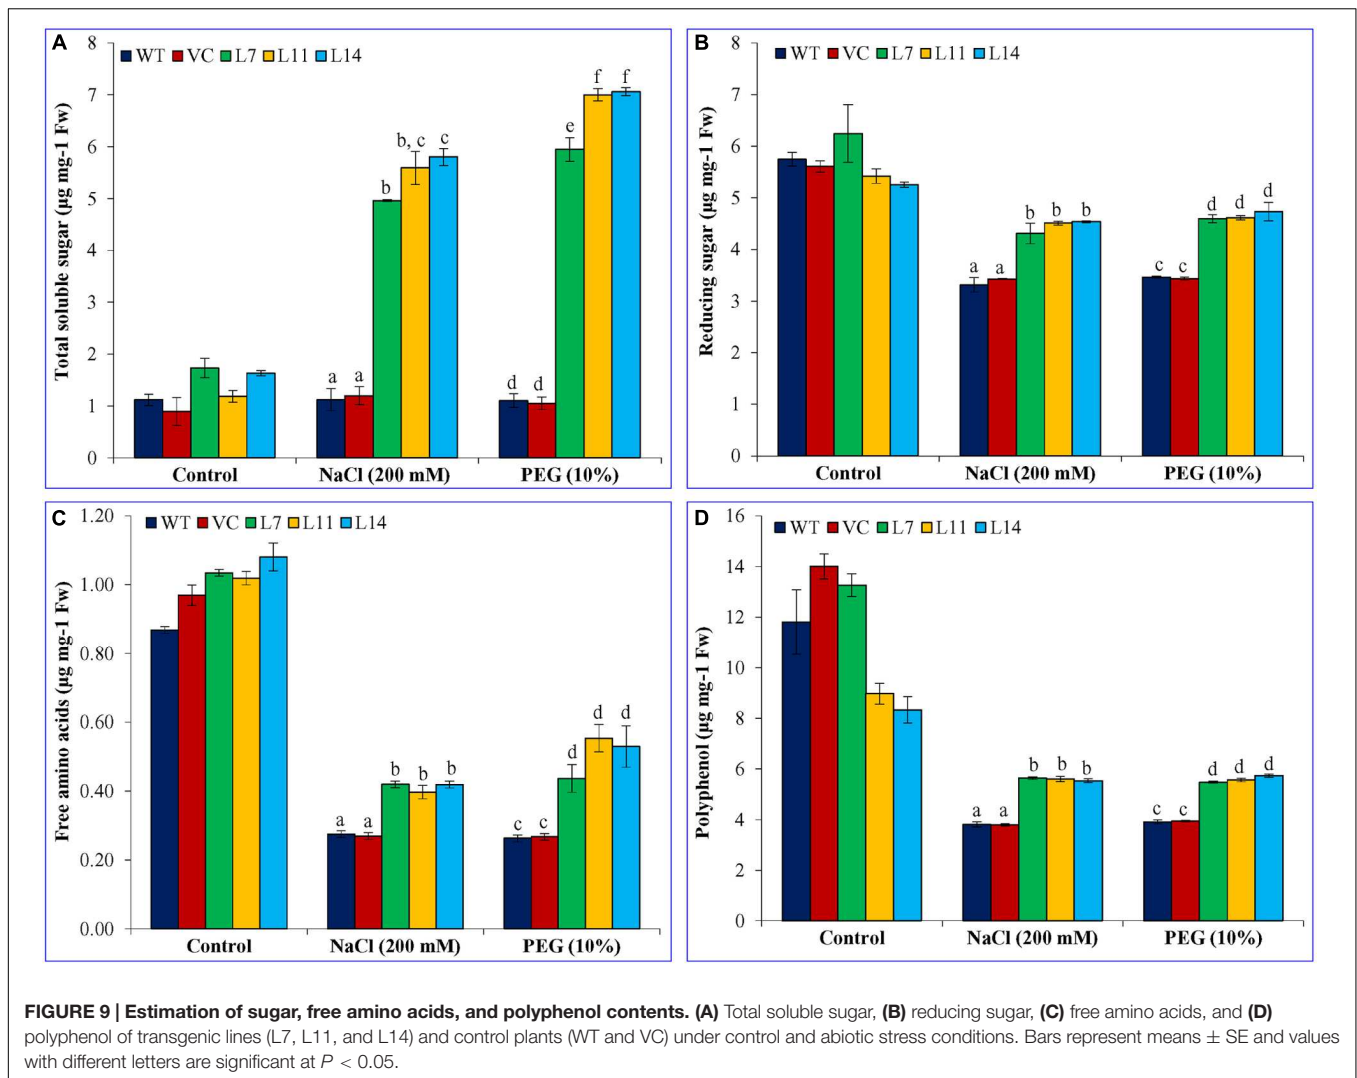 A
WT VC L7 L11 L14
Total soluble sugar (µg mg-1 Fw)
8
7
6
5
4
3
2
1
0
a a b b, c c
d d e f f
Control NaCl (200 mM) PEG (10%)
B
WT VC L7 L11 L14
Reducing sugar (µg mg-1 Fw)
8
7
6
5
4
3
2
1
0
a a b b b
c c d d d
Control NaCl (200 mM) PEG (10%)
C
WT VC L7 L11 L14
Free amino acids (µg mg-1 Fw)
1.20
1.00
0.80
0.60
0.40
0.20
0.00
a a b b b
c c d d d
Control NaCl (200 mM) PEG (10%)
D
WT VC L7 L11 L14
Polyphenol (µg mg-1 Fw)
16
14
12
10
8
6
4
2
0
a a b b b
c c d d d
Control NaCl (200 mM) PEG (10%)
FIGURE 9 | Estimation of sugar, free amino acids, and polyphenol contents. (A) Total soluble sugar, (B) reducing sugar, (C) free amino acids, and (D)
polyphenol of transgenic lines (L7, L11, and L14) and control plants (WT and VC) under control and abiotic stress conditions. Bars represent means ± SE and values
with different letters are significant at P < 0.05.